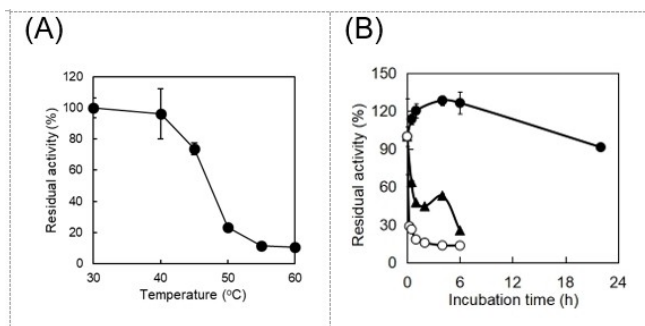 (A)
120
100
80
60
40
20
0
30 40 50 60
Residual activity (%)
Temperature (°C)
(B)
150
120
90
60
30
0
0 6 12 18 24
Residual activity (%)
Incubation time (h)